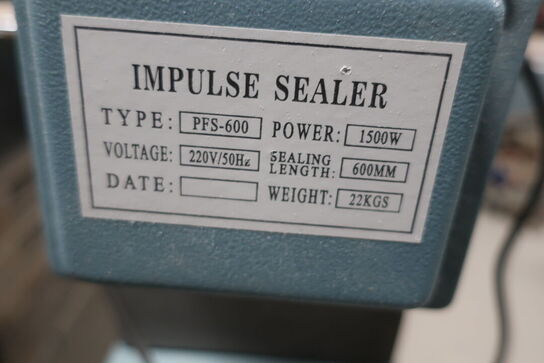 IMPULSE SEALER
TYPE: PFS-600 POWER: 1500W
VOLTAGE: 220V/50Hz SEALING LENGTH: 600MM
DATE: WEIGHT: 22KGS